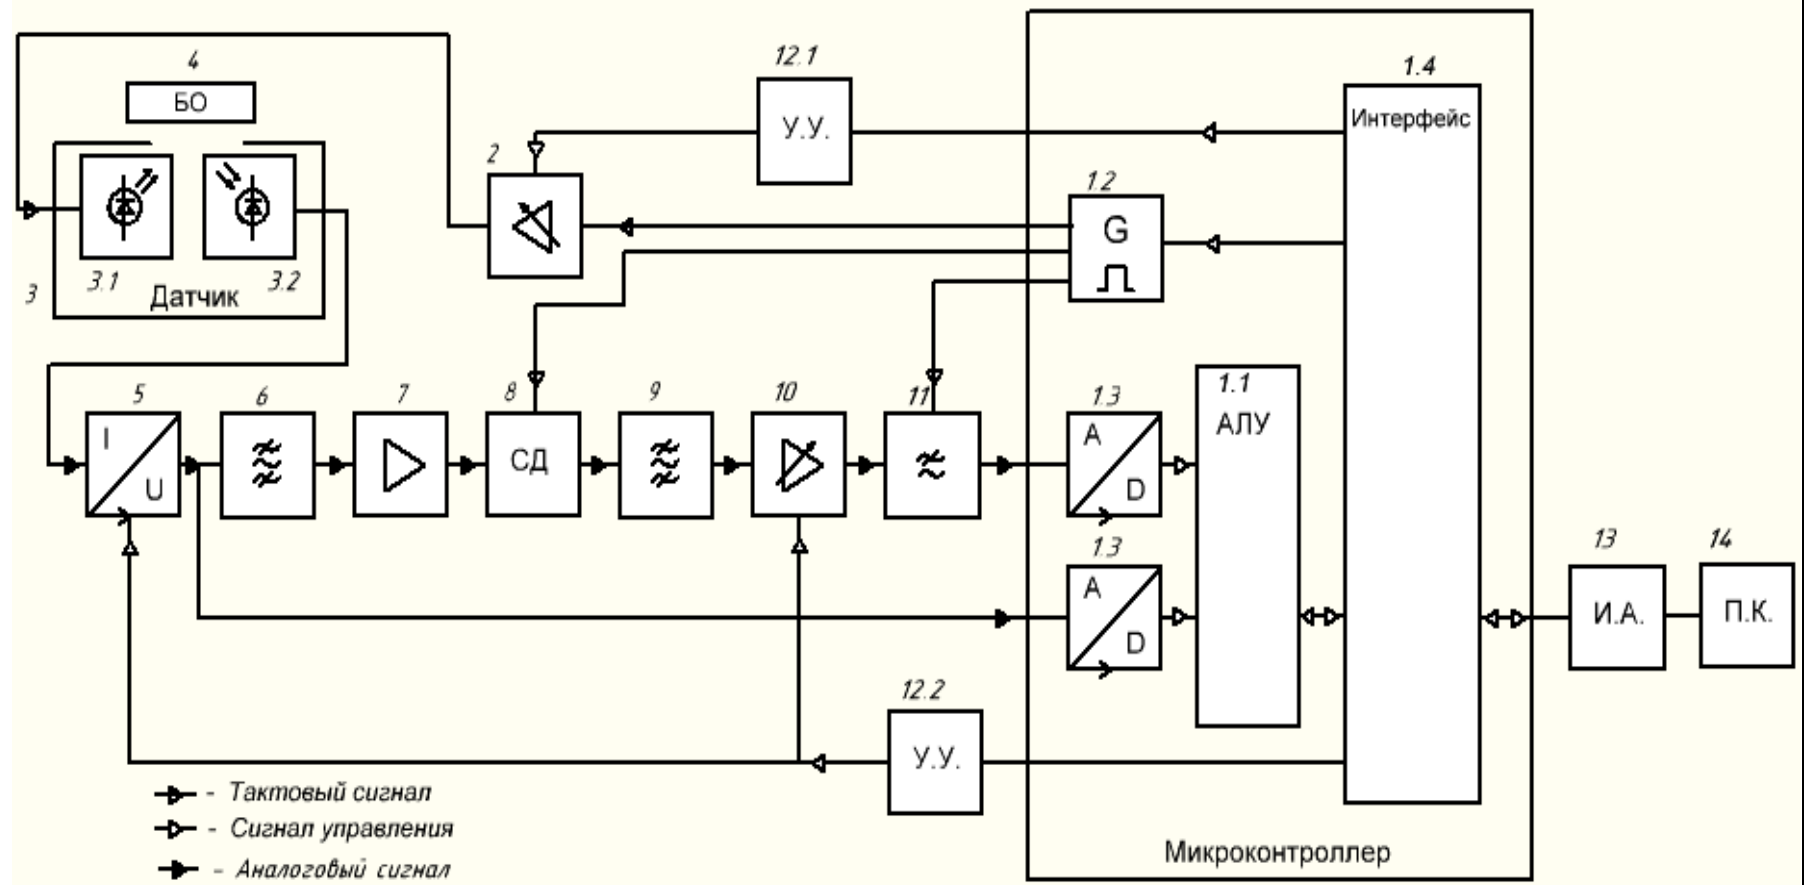 12.1
1.4
4
БО
У.У.
Интерфейс
2
1.2
G
3
3.1
Датчик
3.2
5
6
7
8
9
10
11
1.3
1.1
I
U
СД
A
D
АЛУ
1.3
A
D
13
14
И.А.
П.К.
12.2
У.У.
- Тактовый сигнал
- Сигнал управления
- Аналоговый сигнал
Микроконтроллер